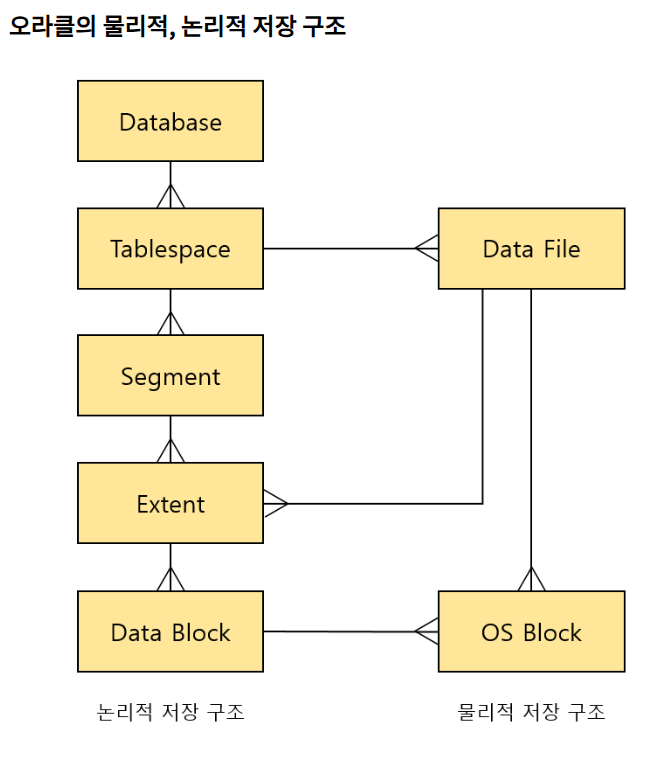 오라클의 물리적, 논리적 저장 구조
Database
Tablespace
Data File
Segment
Extent
Data Block
OS Block
논리적 저장 구조
물리적 저장 구조